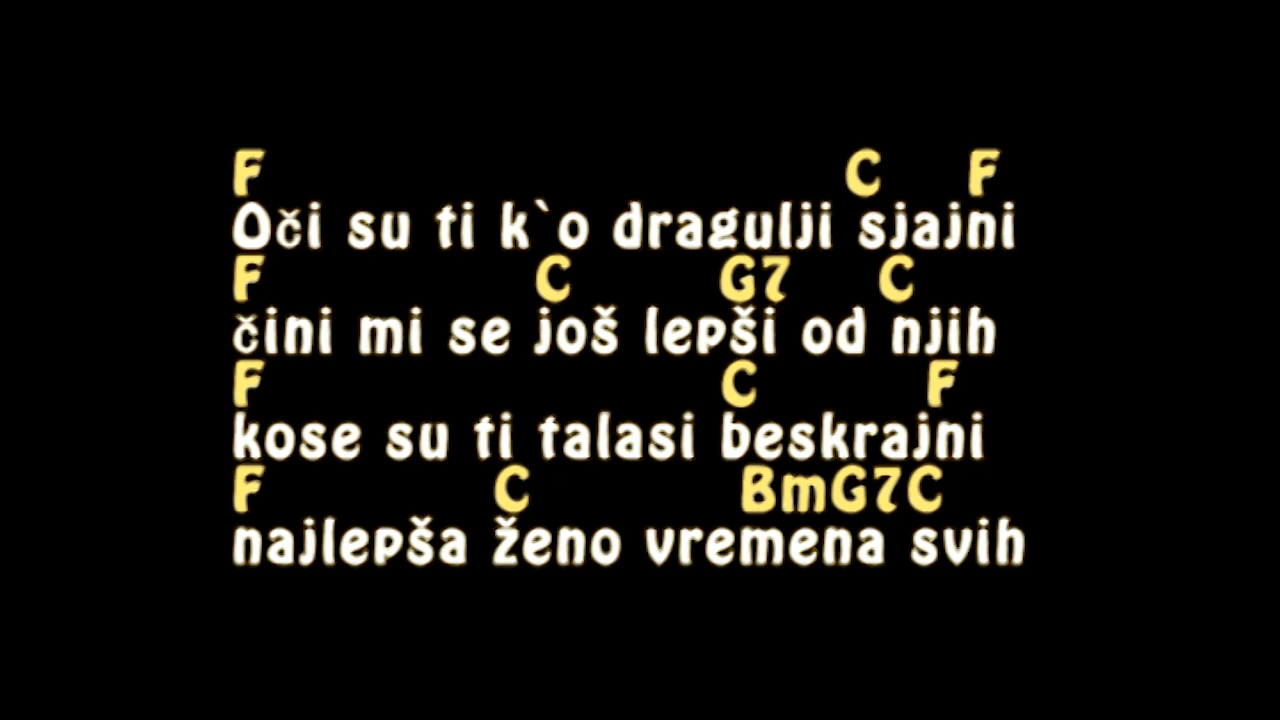 F C F
Oči su ti k`o dragulji sjajni
F C G7 C
čini mi se još lepši od njih
F C F
kose su ti talasi beskrajni
F C BmG7C
najlepša ženo vremena svih